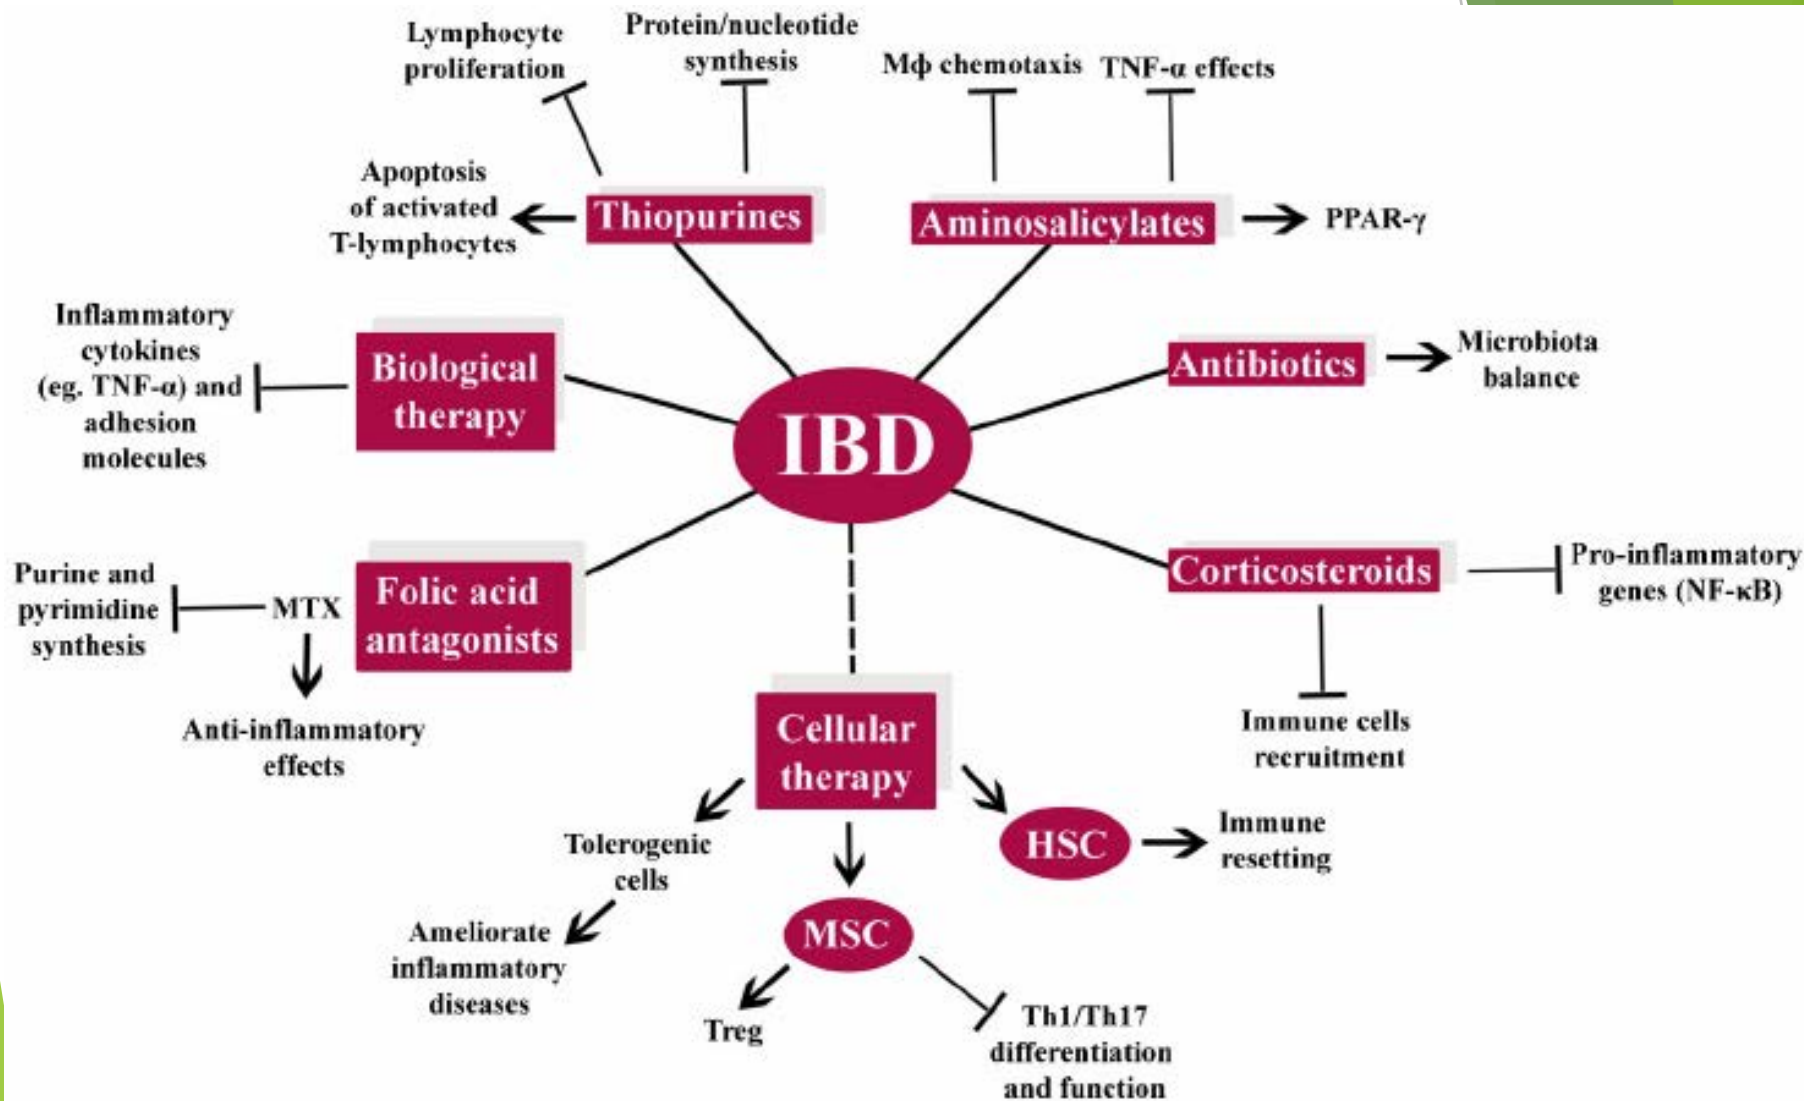 Lymphocyte
proliferation
Protein/nucleotide
synthesis
Mϕ chemotaxis
TNF-α effects
Apoptosis
of activated
T-lymphocytes
Thiopurines
Aminosalicylates
PPAR-γ
Inflammatory
cytokines
(eg. TNF-α) and
adhesion
molecules
Biological
therapy
Antibiotics
Microbiota
balance
IBD
Purine and
pyrimidine
synthesis
MTX
Folic acid
antagonists
Anti-inflammatory
effects
Corticosteroids
Pro-inflammatory
genes (NF-κB)
Immune cells
recruitment
Cellular
therapy
Tolerogenic
cells
HSC
Immune
resetting
Ameliorate
inflammatory
diseases
MSC
Treg
Th1/Th17
differentiation
and function